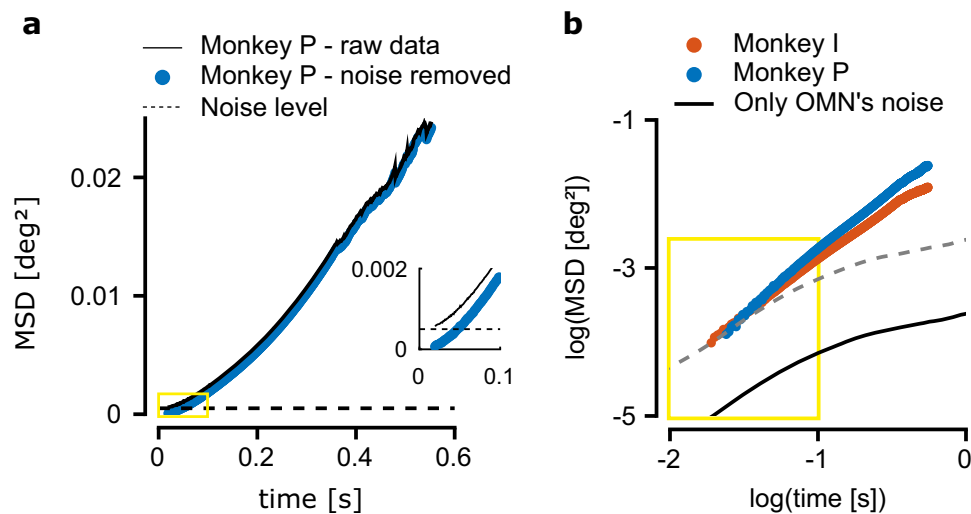 a
Monkey P - raw data
Monkey P - noise removed
Noise level
MSD [deg²]
0.02
0.01
0
0 0.2 0.4 0.6
time [s]
0.002
0
0 0.1
b
Monkey I
Monkey P
Only OMN's noise
log(MSD [deg²])
-1
-3
-5
-2 -1 0
log(time [s])